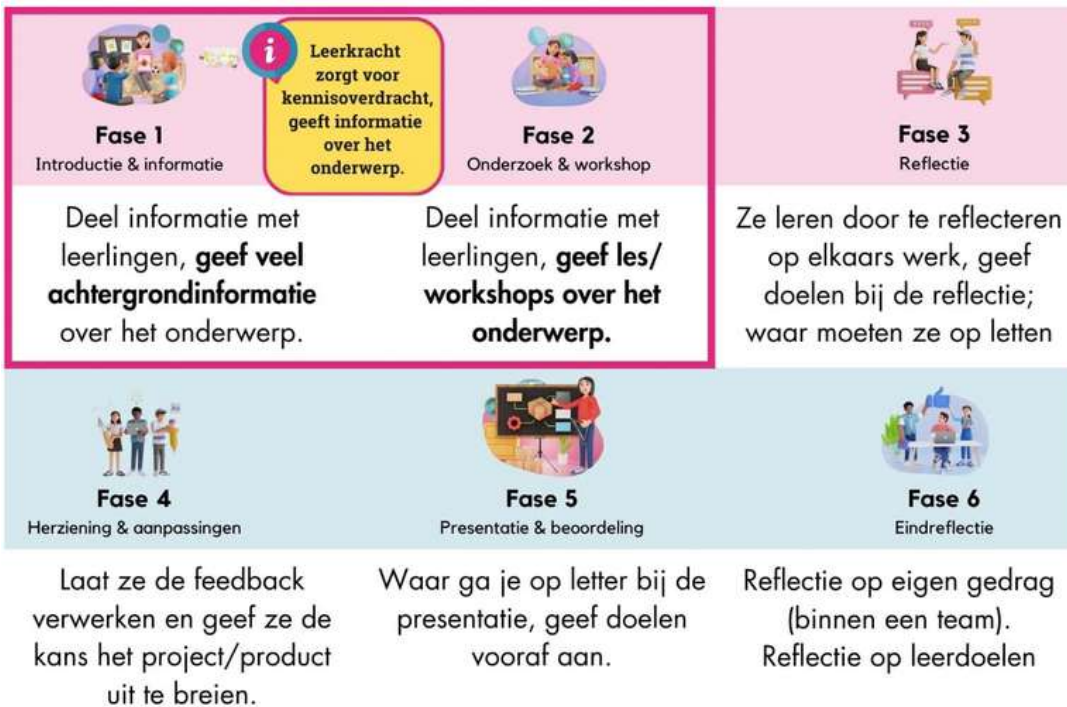 i
Leerkracht
zorgt voor
kennisoverdracht,
geeft informatie
over het
onderwerp.
Fase 1
Introductie & informatie
Fase 2
Onderzoek & workshop
Fase 3
Reflectie
Deel informatie met
leerlingen, geef veel
achtergrondinformatie
over het onderwerp.
Deel informatie met
leerlingen, geef les/
workshops over het
onderwerp.
Ze leren door te reflecteren
op elkaars werk, geef
doelen bij de reflectie;
waar moeten ze op letten
Fase 4
Herziening & aanpassingen
Fase 5
Presentatie & beoordeling
Fase 6
Eindreflectie
Laat ze de feedback
verwerken en geef ze de
kans het project/product
uit te breien.
Waar ga je op letter bij de
presentatie, geef doelen
vooraf aan.
Reflectie op eigen gedrag
(binnen een team).
Reflectie op leerdoelen